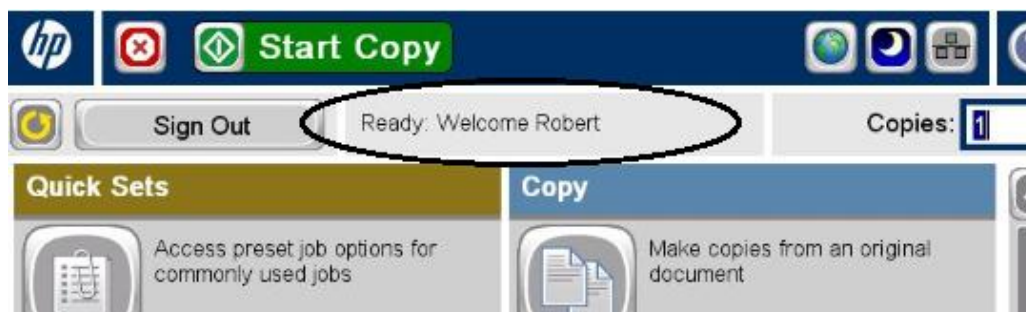 hp
Start Copy
Sign Out
Ready: Welcome Robert
Copies: 1
Quick Sets
Copy
Access preset job options for
commonly used jobs
Make copies from an original
document